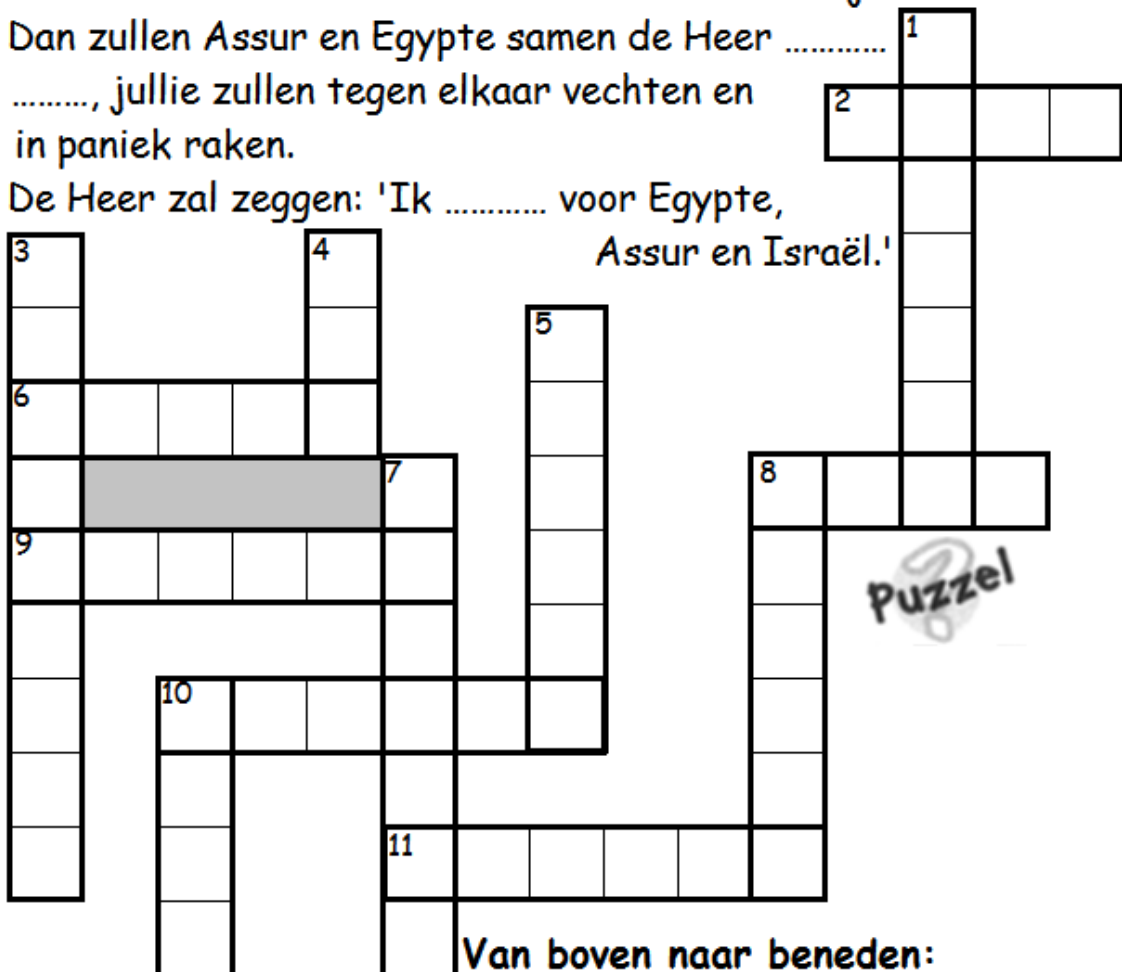 Dan zullen Assur en Egypte samen de Heer …………
………, jullie zullen tegen elkaar vechten en
in paniek raken.
De Heer zal zeggen: 'Ik ………… voor Egypte,
Assur en Israël.'
1
2
3
4
5
6
7
8
9
Puzzel
10
11
Van boven naar beneden: